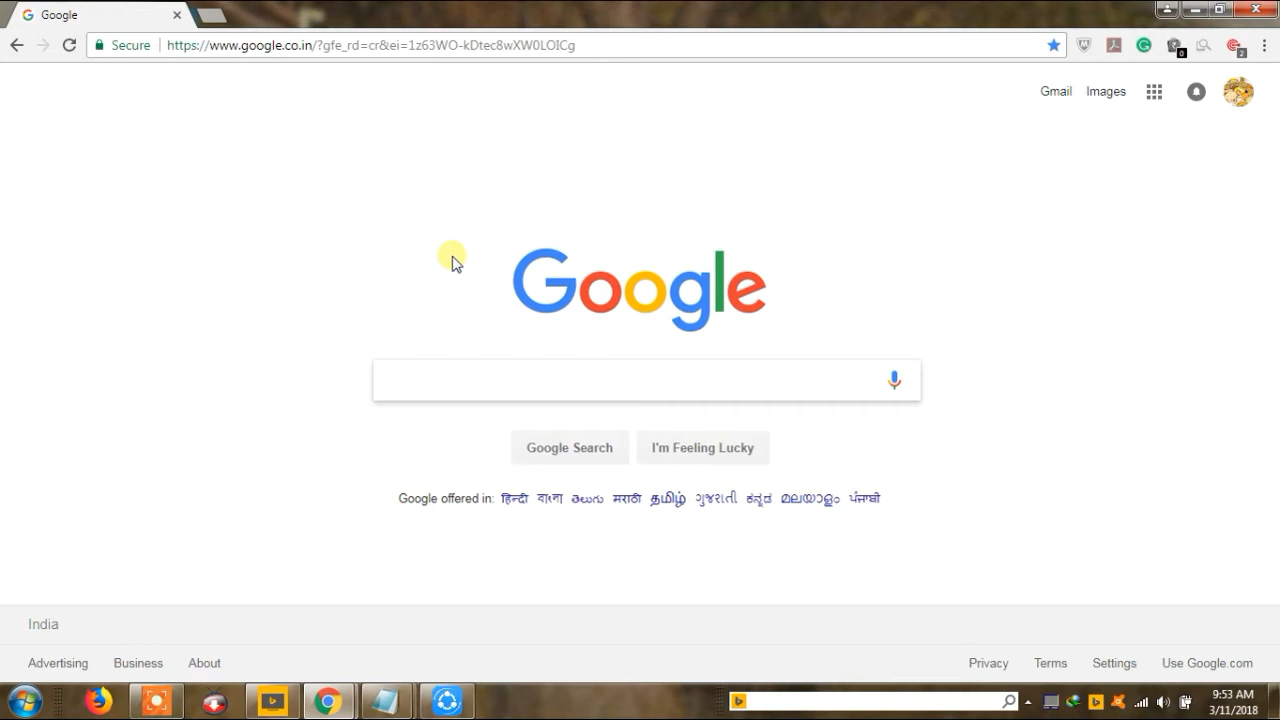 Google
Secure https://www.google.co.in/?gfe_rd=cr&ei=1z63WO-kDtec8wXW0LOICg
0
2
Gmail Images
Google
Google Search I'm Feeling Lucky
Google offered in: हिन्दी বাংলা తెలుగు मराठी தமிழ் ગુજરાતી ಕನ್ನಡ മലയാളം ਪੰਜਾਬੀ
India
Advertising Business About Privacy Terms Settings Use Google.com
9:53 AM
3/11/2018